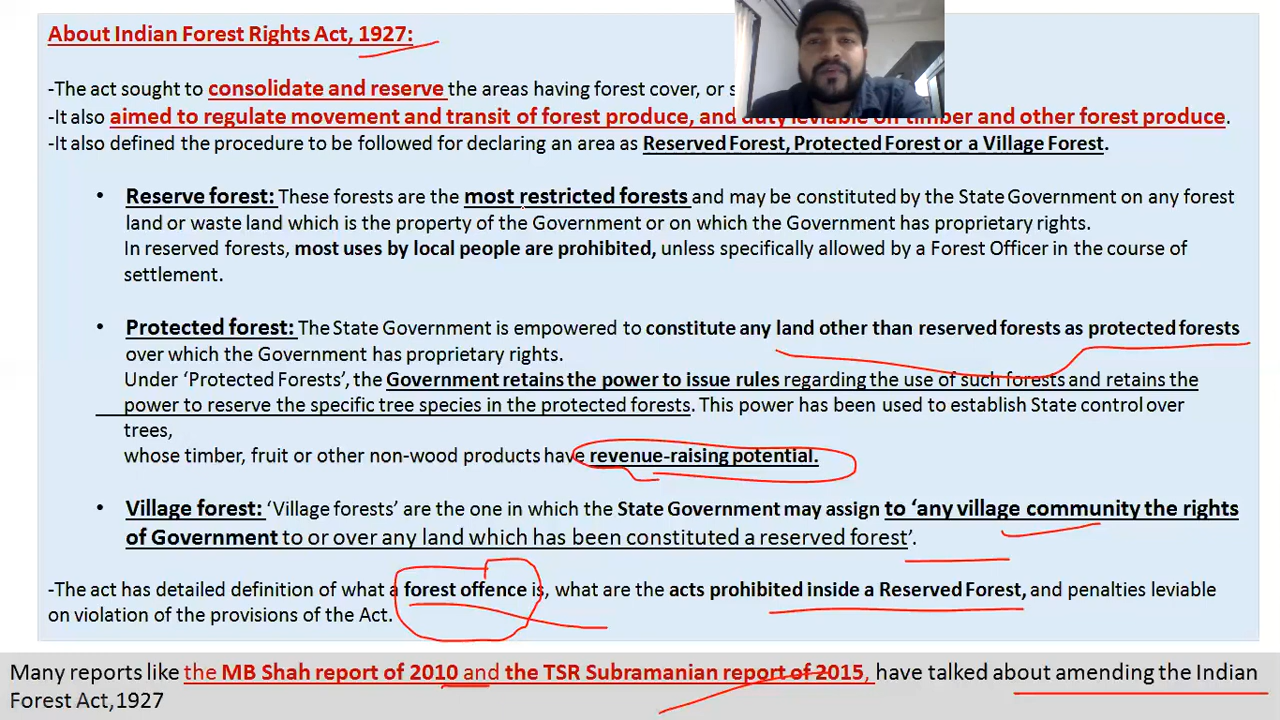 About Indian Forest Rights Act, 1927:
-The act sought to consolidate and reserve the areas having forest cover, or s
-It also aimed to regulate movement and transit of forest produce, and duty leviable on timber and other forest produce.
-It also defined the procedure to be followed for declaring an area as Reserved Forest, Protected Forest or a Village Forest.
• Reserve forest: These forests are the most restricted forests and may be constituted by the State Government on any forest
land or waste land which is the property of the Government or on which the Government has proprietary rights.
In reserved forests, most uses by local people are prohibited, unless specifically allowed by a Forest Officer in the course of
settlement.
• Protected forest: The State Government is empowered to constitute any land other than reserved forests as protected forests
over which the Government has proprietary rights.
Under ‘Protected Forests’, the Government retains the power to issue rules regarding the use of such forests and retains the
power to reserve the specific tree species in the protected forests. This power has been used to establish State control over
trees,
whose timber, fruit or other non-wood products have revenue-raising potential.
• Village forest: ‘Village forests’ are the one in which the State Government may assign to ‘any village community the rights
of Government to or over any land which has been constituted a reserved forest’.
-The act has detailed definition of what a forest offence is, what are the acts prohibited inside a Reserved Forest, and penalties leviable
on violation of the provisions of the Act.
Many reports like the MB Shah report of 2010 and the TSR Subramanian report of 2015, have talked about amending the Indian
Forest Act,1927